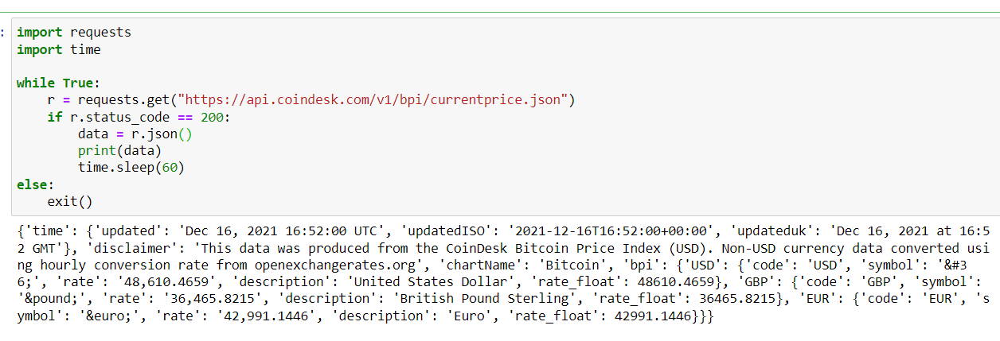 : import requests
import time
while True:
    r = requests.get("https://api.coindesk.com/v1/bpi/currentprice.json")
    if r.status_code == 200:
        data = r.json()
        print(data)
        time.sleep(60)
else:
    exit()
{'time': {'updated': 'Dec 16, 2021 16:52:00 UTC', 'updatedISO': '2021-12-16T16:52:00+00:00', 'updateduk': 'Dec 16, 2021 at 16:5
2 GMT'}, 'disclaimer': 'This data was produced from the CoinDesk Bitcoin Price Index (USD). Non-USD currency data converted usi
ng hourly conversion rate from openexchangerates.org', 'chartName': 'Bitcoin', 'bpi': {'USD': {'code': 'USD', 'symbol': '&#3
6;', 'rate': '48,610.4659', 'description': 'United States Dollar', 'rate_float': 48610.4659}, 'GBP': {'code': 'GBP', 'symbol':
'&pound;', 'rate': '36,465.8215', 'description': 'British Pound Sterling', 'rate_float': 36465.8215}, 'EUR': {'code': 'EUR', 's
ymbol': '&euro;', 'rate': '42,991.1446', 'description': 'Euro', 'rate_float': 42991.1446}}}